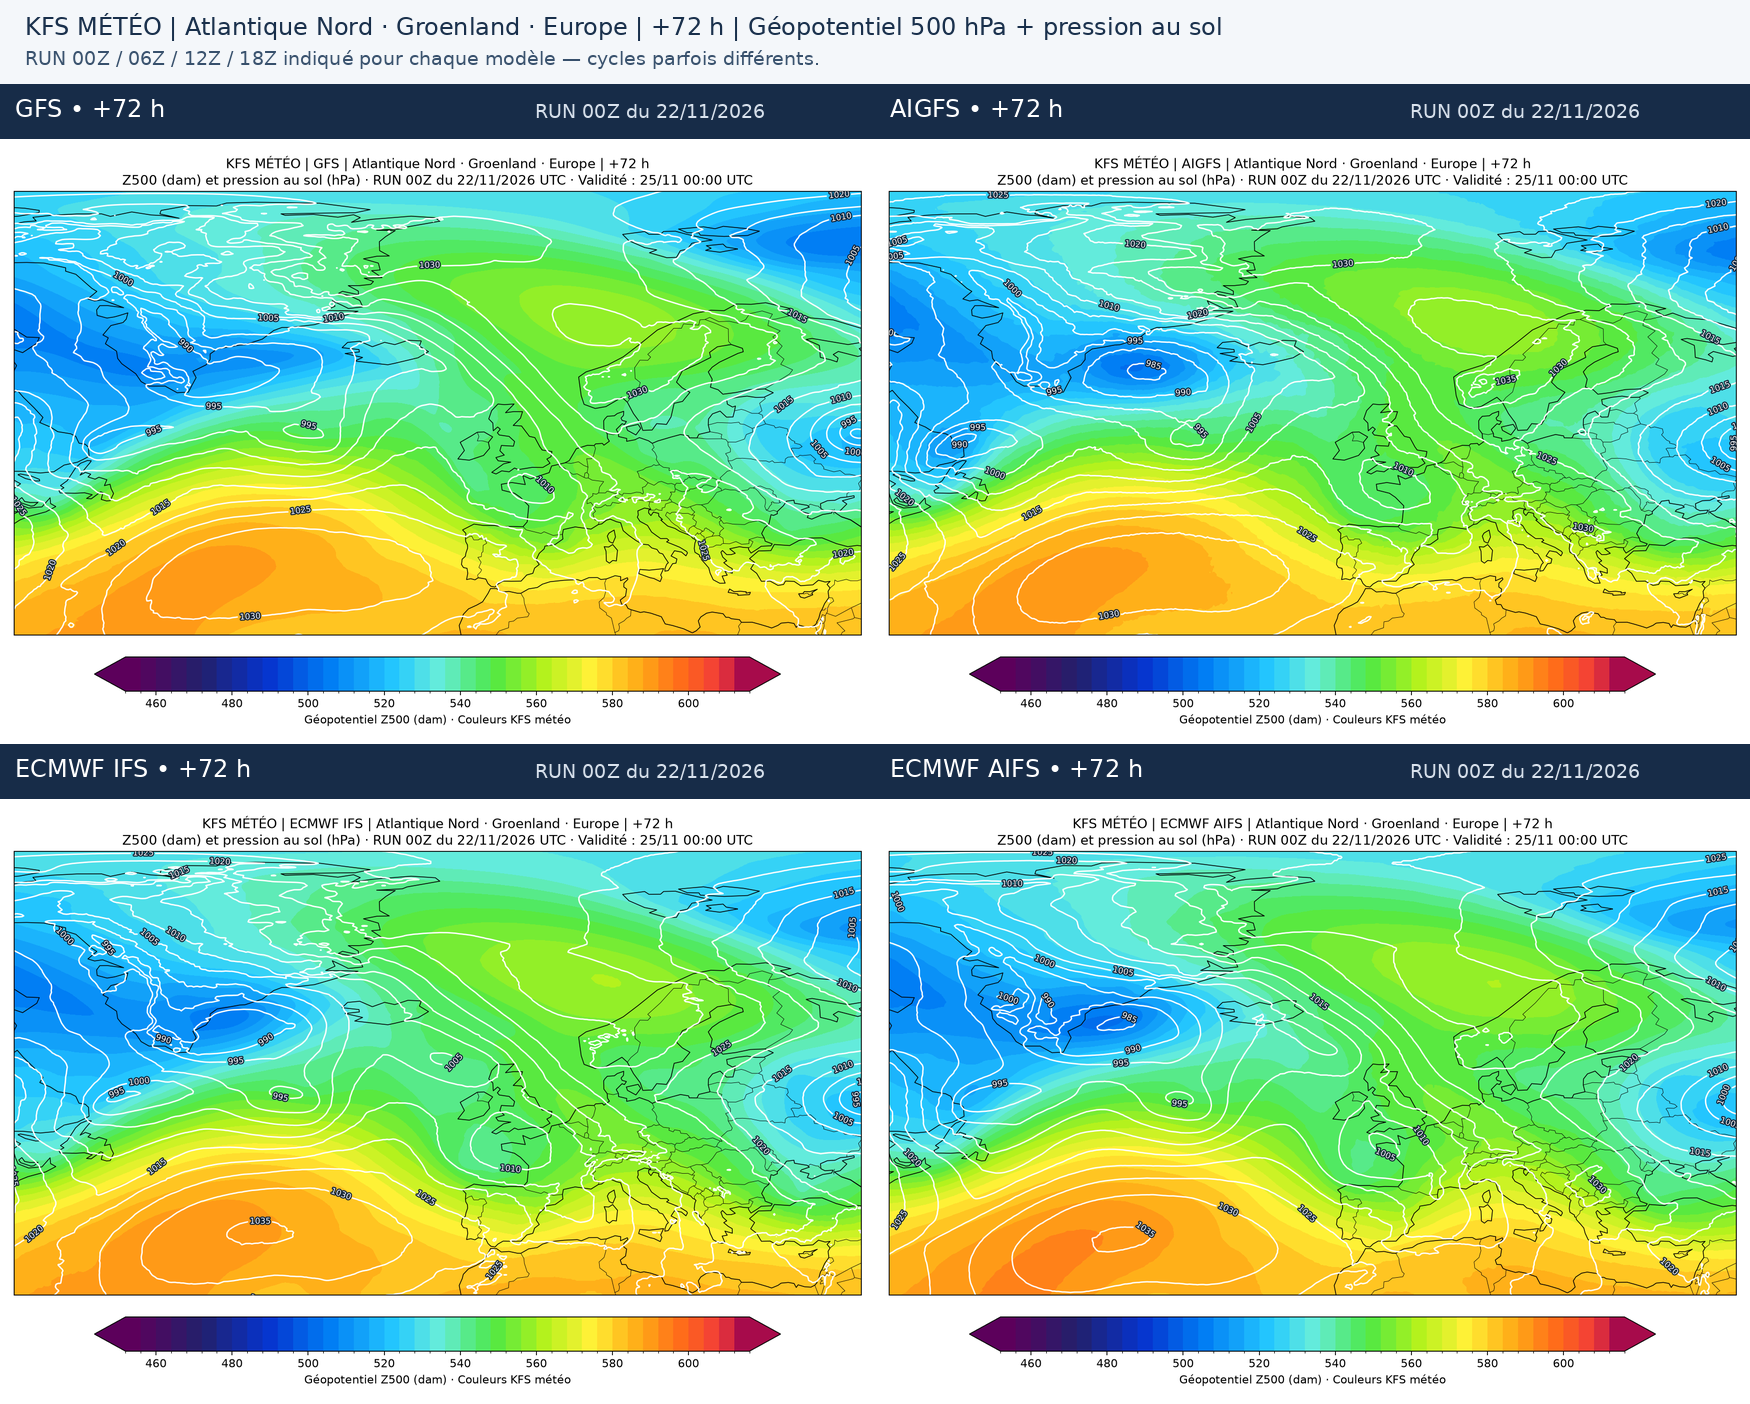 KFS MÉTÉO | Atlantique Nord · Groenland · Europe | +72 h | Géopotentiel 500 hPa + pression au sol
RUN 00Z / 06Z / 12Z / 18Z indiqué pour chaque modèle — cycles parfois différents.
GFS • +72 h
RUN 00Z du 22/11/2026
AIGFS • +72 h
RUN 00Z du 22/11/2026
KFS MÉTÉO | GFS | Atlantique Nord · Groenland · Europe | +72 h
Z500 (dam) et pression au sol (hPa) · RUN 00Z du 22/11/2026 UTC · Validité : 25/11 00:00 UTC
KFS MÉTÉO | AIGFS | Atlantique Nord · Groenland · Europe | +72 h
Z500 (dam) et pression au sol (hPa) · RUN 00Z du 22/11/2026 UTC · Validité : 25/11 00:00 UTC
460 480 500 520 540 560 580 600
Géopotentiel Z500 (dam) · Couleurs KFS météo
460 480 500 520 540 560 580 600
Géopotentiel Z500 (dam) · Couleurs KFS météo
ECMWF IFS • +72 h
RUN 00Z du 22/11/2026
ECMWF AIFS • +72 h
RUN 00Z du 22/11/2026
KFS MÉTÉO | ECMWF IFS | Atlantique Nord · Groenland · Europe | +72 h
Z500 (dam) et pression au sol (hPa) · RUN 00Z du 22/11/2026 UTC · Validité : 25/11 00:00 UTC
KFS MÉTÉO | ECMWF AIFS | Atlantique Nord · Groenland · Europe | +72 h
Z500 (dam) et pression au sol (hPa) · RUN 00Z du 22/11/2026 UTC · Validité : 25/11 00:00 UTC
460 480 500 520 540 560 580 600
Géopotentiel Z500 (dam) · Couleurs KFS météo
460 480 500 520 540 560 580 600
Géopotentiel Z500 (dam) · Couleurs KFS météo